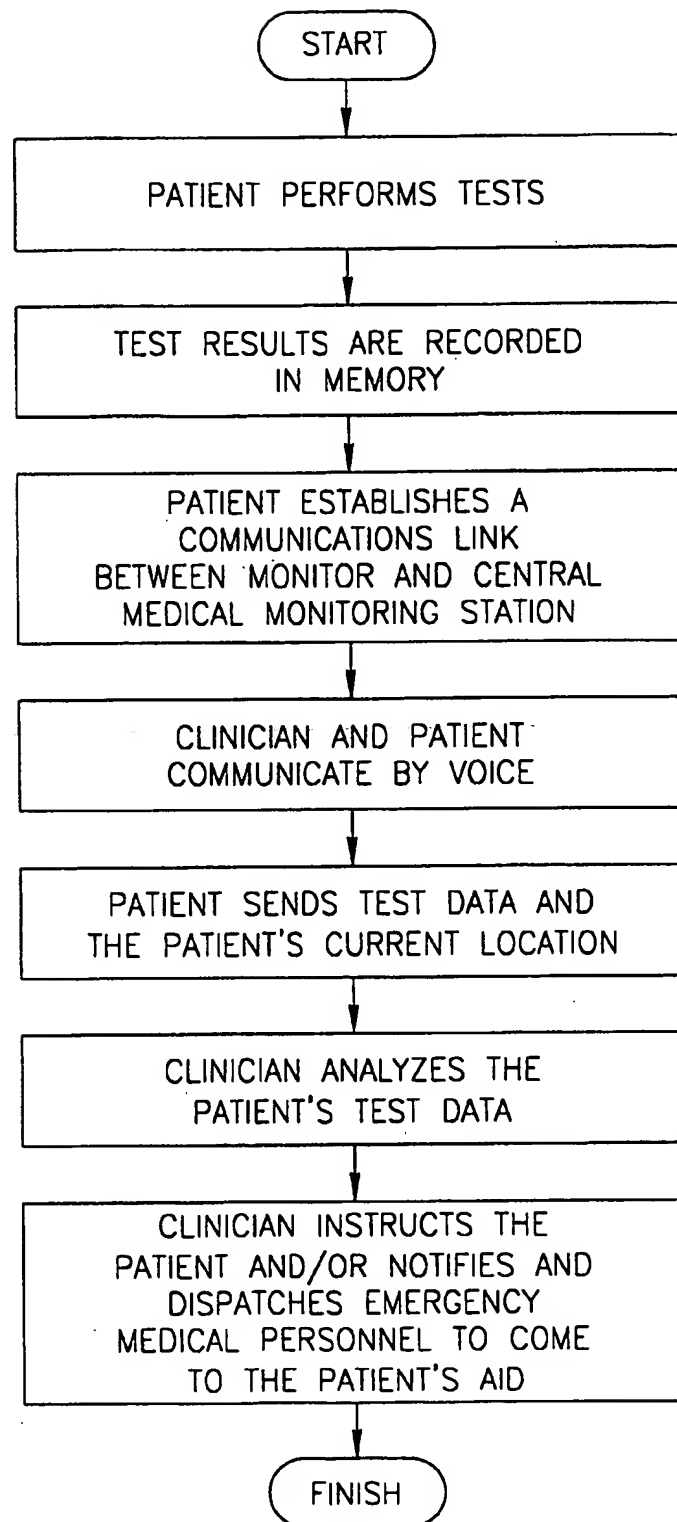 START
PATIENT PERFORMS TESTS
TEST RESULTS ARE RECORDED
IN MEMORY
PATIENT ESTABLISHES A
COMMUNICATIONS LINK
BETWEEN MONITOR AND CENTRAL
MEDICAL MONITORING STATION
CLINICIAN AND PATIENT
COMMUNICATE BY VOICE
PATIENT SENDS TEST DATA AND
THE PATIENT'S CURRENT LOCATION
CLINICIAN ANALYZES THE
PATIENT'S TEST DATA
CLINICIAN INSTRUCTS THE
PATIENT AND/OR NOTIFIES AND
DISPATCHES EMERGENCY
MEDICAL PERSONNEL TO COME
TO THE PATIENT'S AID
FINISH